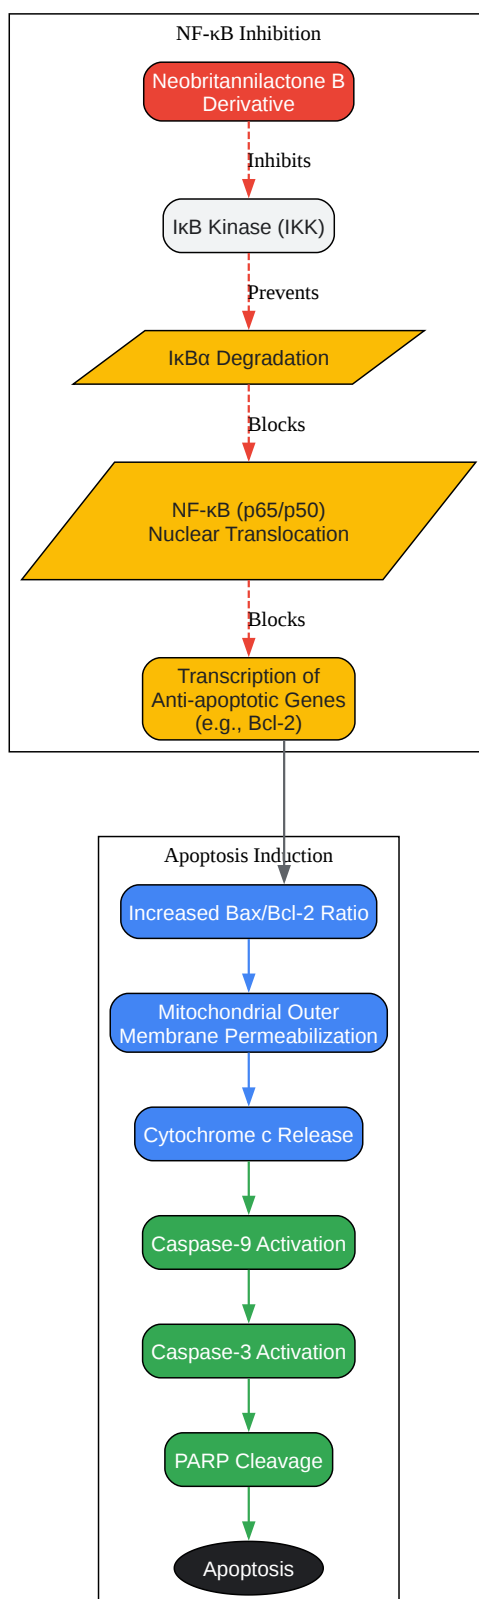 NF-κB Inhibition
Neobritannilactone B
Derivative
Inhibits
IκB Kinase (IKK)
Prevents
IκBα Degradation
Blocks
NF-κB (p65/p50)
Nuclear Translocation
Blocks
Transcription of
Anti-apoptotic Genes
(e.g., Bcl-2)
Apoptosis Induction
Increased Bax/Bcl-2 Ratio
Mitochondrial Outer
Membrane Permeabilization
Cytochrome c Release
Caspase-9 Activation
Caspase-3 Activation
PARP Cleavage
Apoptosis